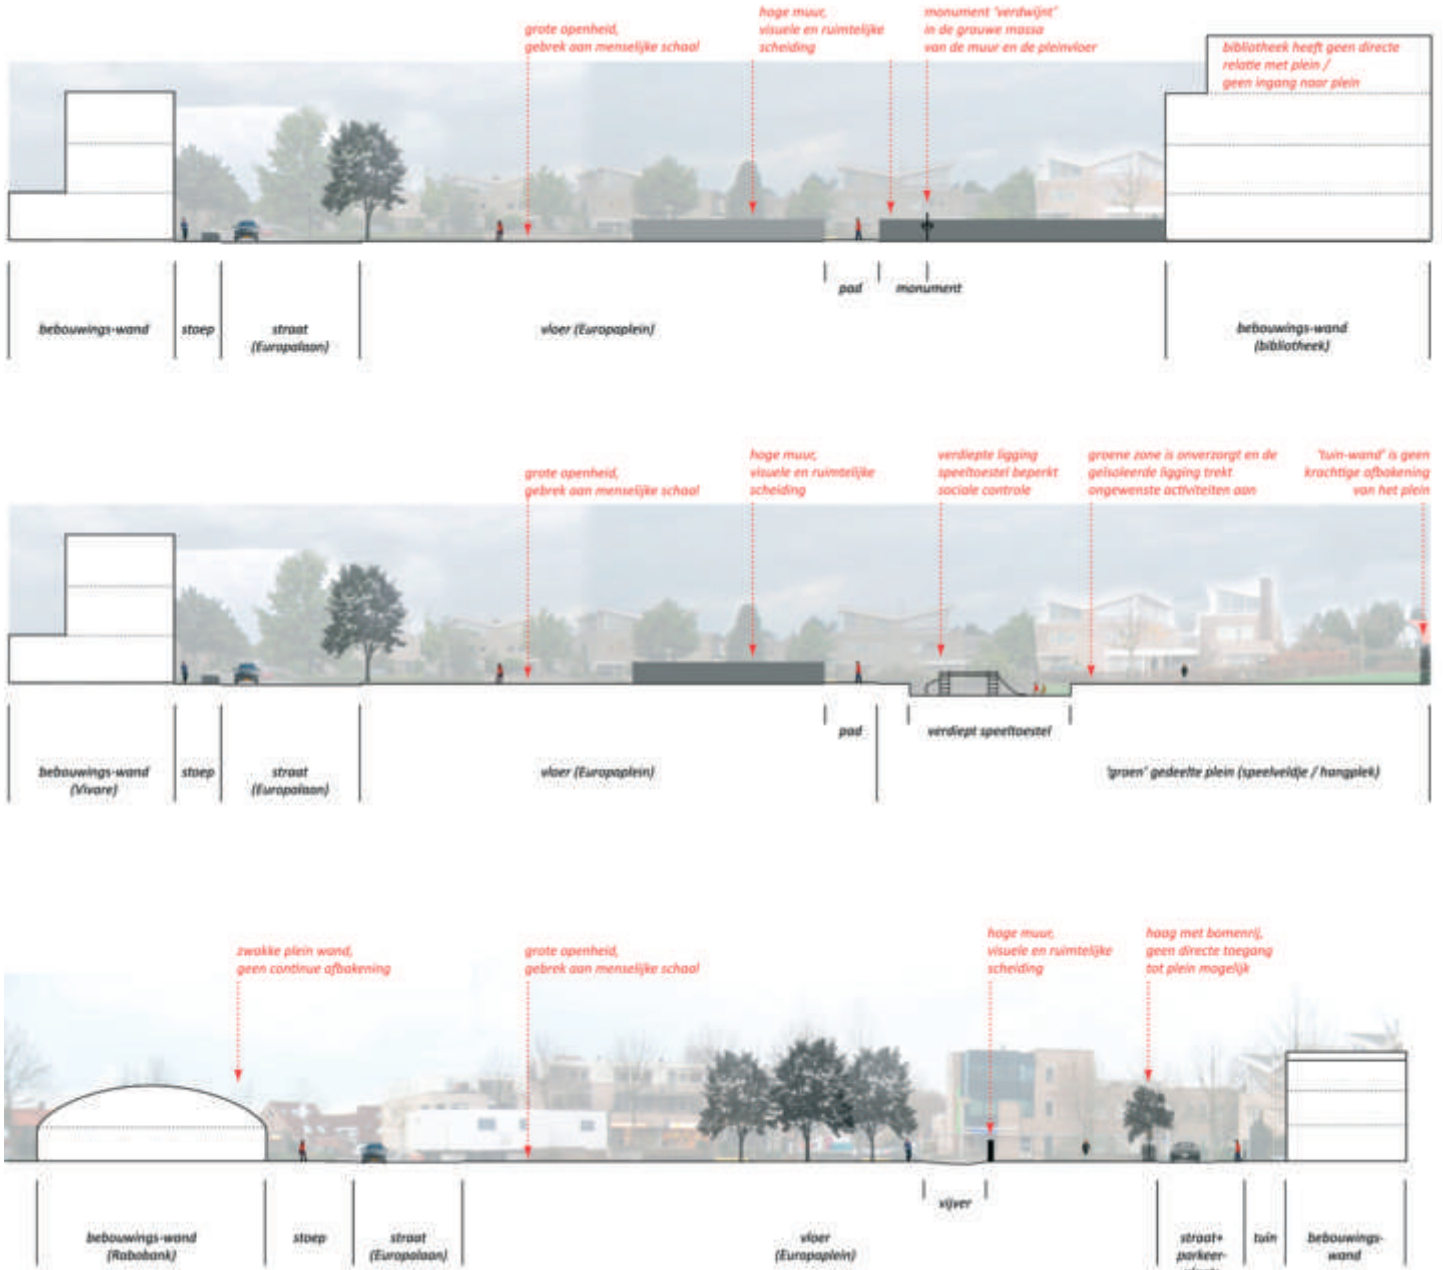 grote openheid,
gebrek aan menselijke schaal
hoge muur,
visuele en ruimtelijke
scheiding
monument 'verdwijnt'
in de grauwe massa
van de muur en de pleinvloer
bibliotheek heeft geen directe
relatie met plein /
geen ingang naar plein
pad
monument
bebouwings-wand
stoep
straat
(Europalaan)
vloer (Europaplein)
bebouwings-wand
(bibliotheek)
grote openheid,
gebrek aan menselijke schaal
hoge muur,
visuele en ruimtelijke
scheiding
verdiepte ligging
speeltoestel beperkt
sociale controle
groene zone is onverzorgd en de
geïsoleerde ligging trekt
ongewenste activiteiten aan
'tuin-wand' is geen
krachtige afbakening
van het plein
pad
verdiept speeltoestel
bebouwings-wand
(Vivare)
stoep
straat
(Europalaan)
vloer (Europaplein)
'groen' gedeelte plein (speelveldje / hangplek)
zwakke plein wand,
geen continue afbakening
grote openheid,
gebrek aan menselijke schaal
hoge muur,
visuele en ruimtelijke
scheiding
haag met bomenrij,
geen directe toegang
tot plein mogelijk
vijver
bebouwings-wand
(Rabobank)
stoep
straat
(Europalaan)
vloer
(Europaplein)
straat+
parkeer-
tuin
bebouwings-
wand